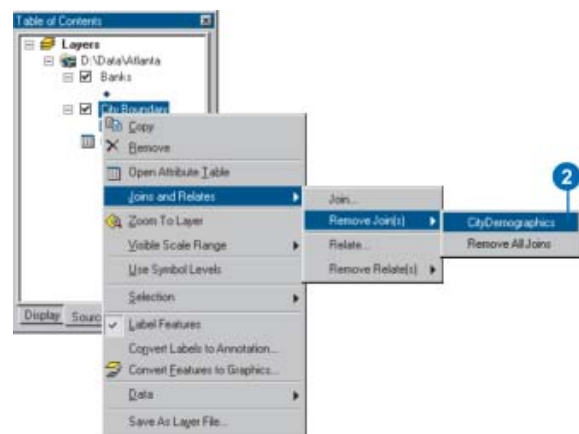 Table of Contents
Layers
D:\Data\Atlanta
Banks
City Boundary
Copy
Remove
Open Attribute Table
Joins and Relates
Join...
2
Zoom To Layer
Remove Join(s)
CityDemographics
Visible Scale Range
Relate...
Remove All Joins
Use Symbol Levels
Remove Relate(s)
Selection
Display
Sourc
Label Features
Convert Labels to Annotation...
Convert Features to Graphics...
Data
Save As Layer File...